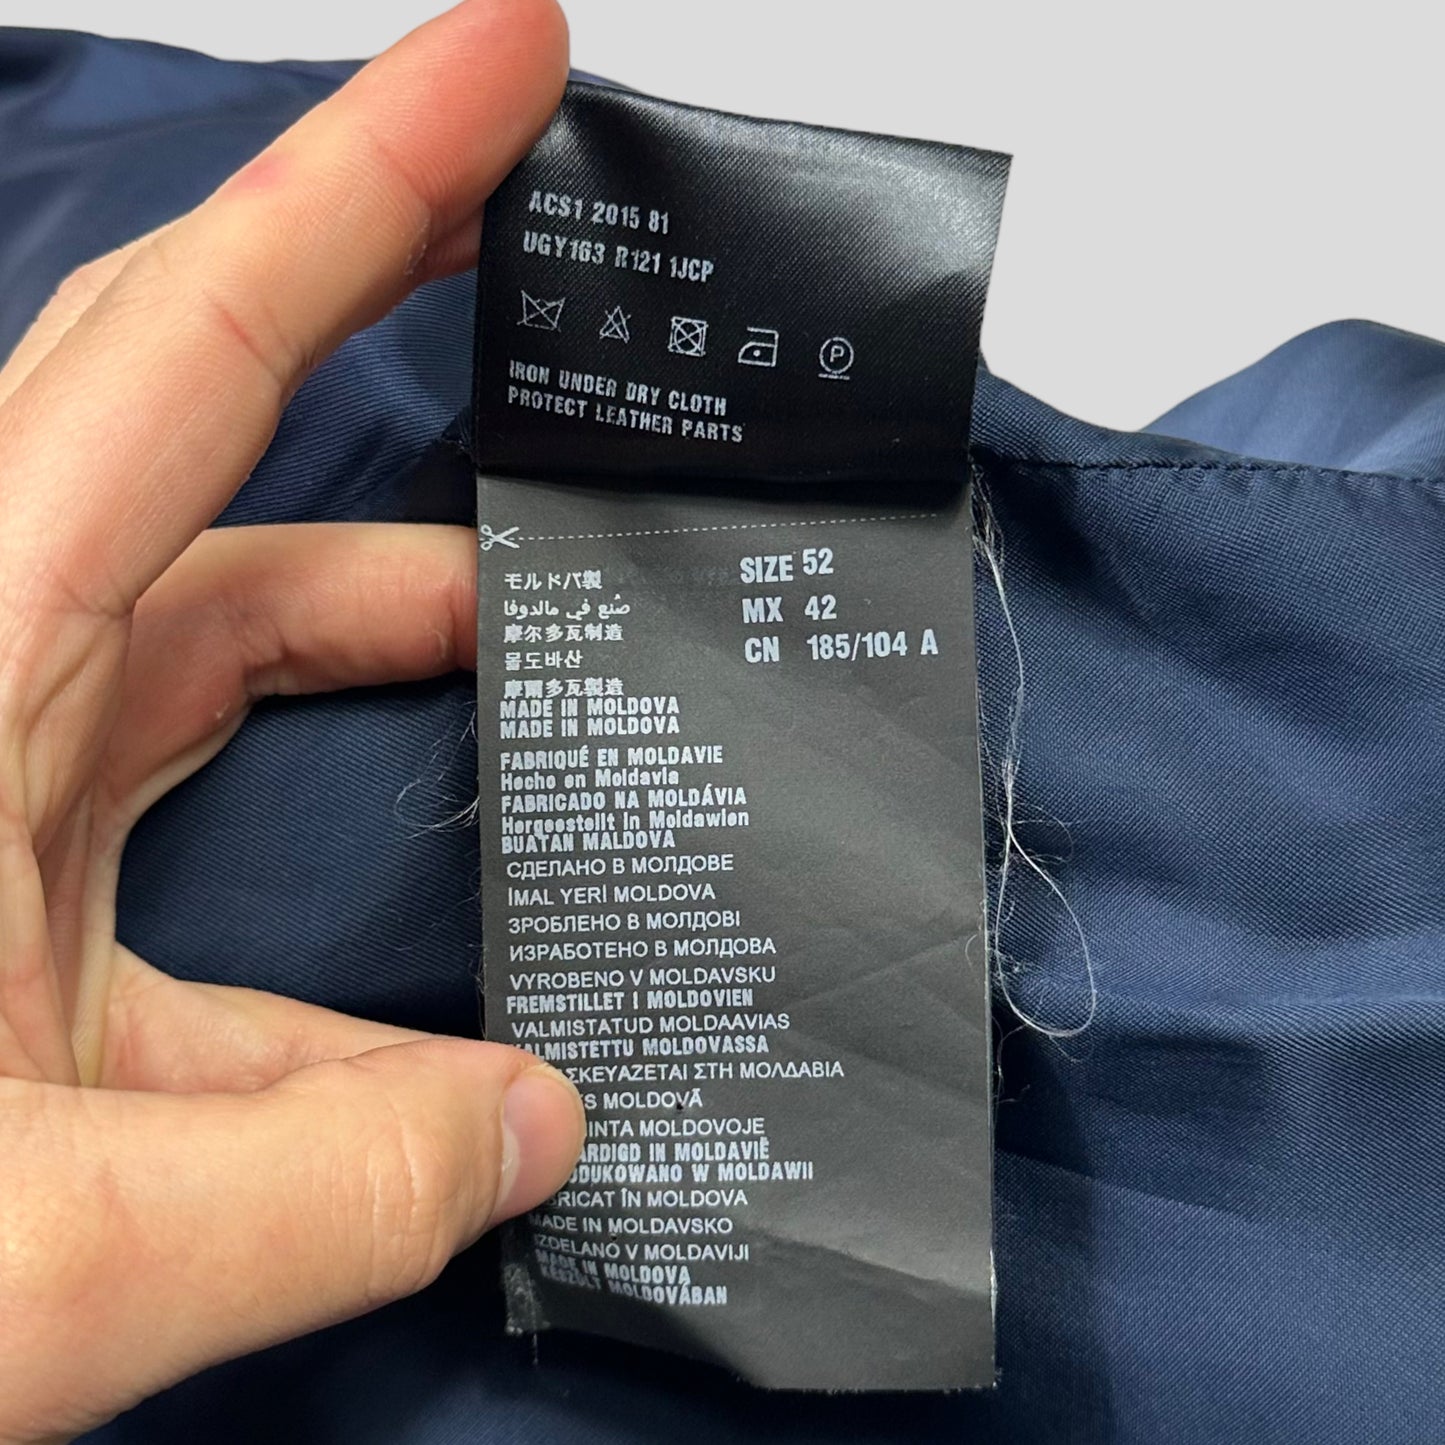 ACS1 2015 81
UGY163 R121 1JCP
P
IRON UNDER DRY CLOTH
PROTECT LEATHER PARTS
SIZE 52
MX 42
CN 185/104 A
モルドバ製
صنع في مالدوفا
摩尔多瓦制造
몰도바산
摩爾多瓦製造
MADE IN MOLDOVA
MADE IN MOLDOVA
FABRIQUÉ EN MOLDAVIE
Hecho en Moldavia
FABRICADO NA MOLDÁVIA
Hergeestellt in Moldawien
BUATAN MALDOVA
СДЕЛАНО В МОЛДОВЕ
İMAL YERİ MOLDOVA
ЗРОБЛЕНО В МОЛДОВІ
ИЗРАБОТЕНО В МОЛДОВА
VYROBENO V MOLDAVSKU
FREMSTILLET I MOLDOVIEN
VALMISTATUD MOLDAAVIAS
VALMISTETTU MOLDOVASSA
ΣΚΕΥΑΖΕΤΑΙ ΣΤΗ ΜΟΛΔΑΒΙΑ
MOLDOVĀ
MOLDOVOJE
IN MOLDAVIË
W MOLDAWII
ÎN MOLDOVA
MADE IN MOLDAVSKO
IZDELANO V MOLDAVIJI
MADE IN MOLDOVA
KÉSZÜLT MOLDOVÁBAN